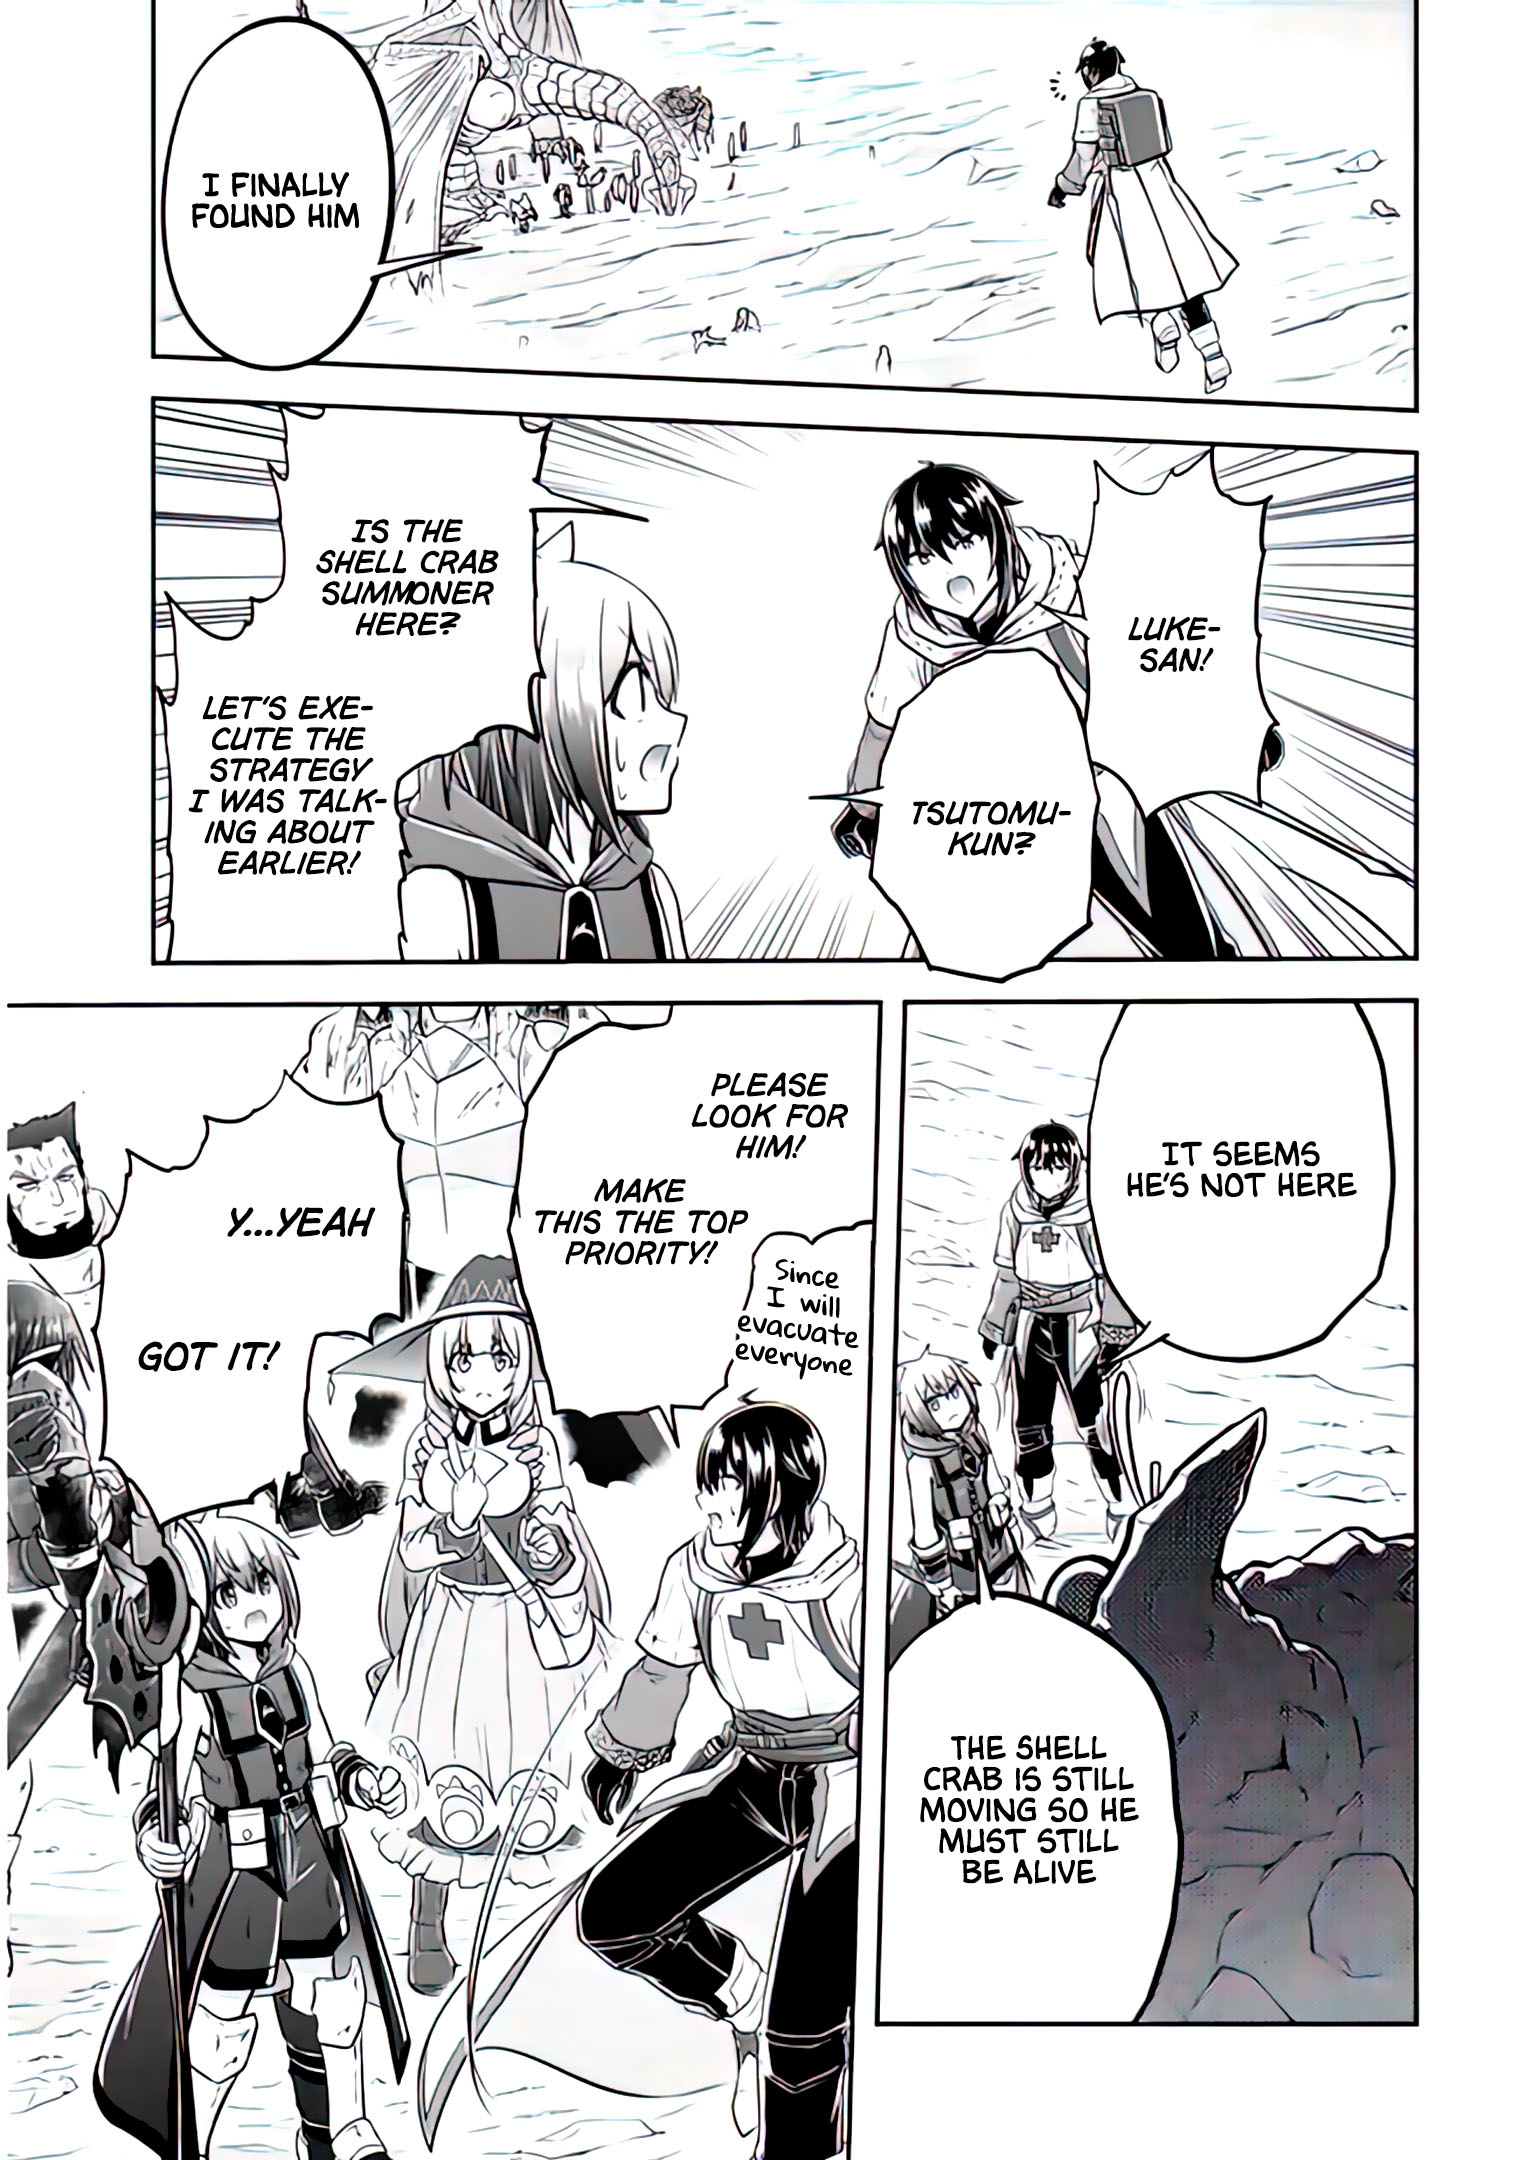 I FINALLY
FOUND HIM
LUKE-
SAN!
TSUTOMU-
KUN?
IS THE
SHELL CRAB
SUMMONER
HERE?
LET'S EXE-
CUTE THE
STRATEGY
I WAS TALK-
ING ABOUT
EARLIER!
IT SEEMS
HE'S NOT HERE
THE SHELL
CRAB IS STILL
MOVING SO HE
MUST STILL
BE ALIVE
PLEASE
LOOK FOR
HIM!
MAKE
THIS THE TOP
PRIORITY!
Since
I will
evacuate
everyone
Y...YEAH
GOT IT!